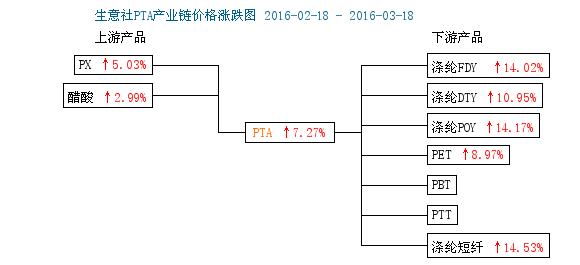 生意社PTA产业链价格涨跌图 2016-02-18 - 2016-03-18
上游产品
PX ↑5.03%
醋酸 ↑2.99%
PTA ↑7.27%
下游产品
涤纶FDY ↑14.02%
涤纶DTY ↑10.95%
涤纶POY ↑14.17%
PET ↑8.97%
PBT
PTT
涤纶短纤 ↑14.53%